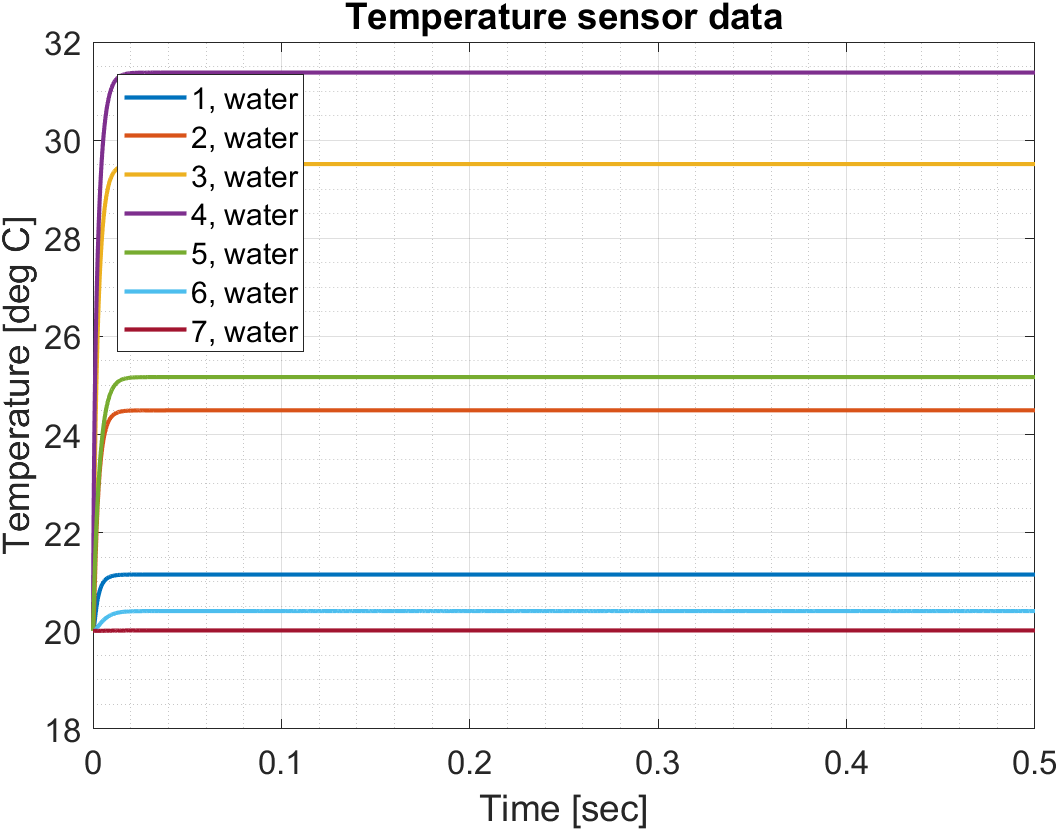 Temperature sensor data
Temperature [deg C]
32
30
28
26
24
22
20
18
1, water
2, water
3, water
4, water
5, water
6, water
7, water
0
0.1
0.2
0.3
0.4
0.5
Time [sec]